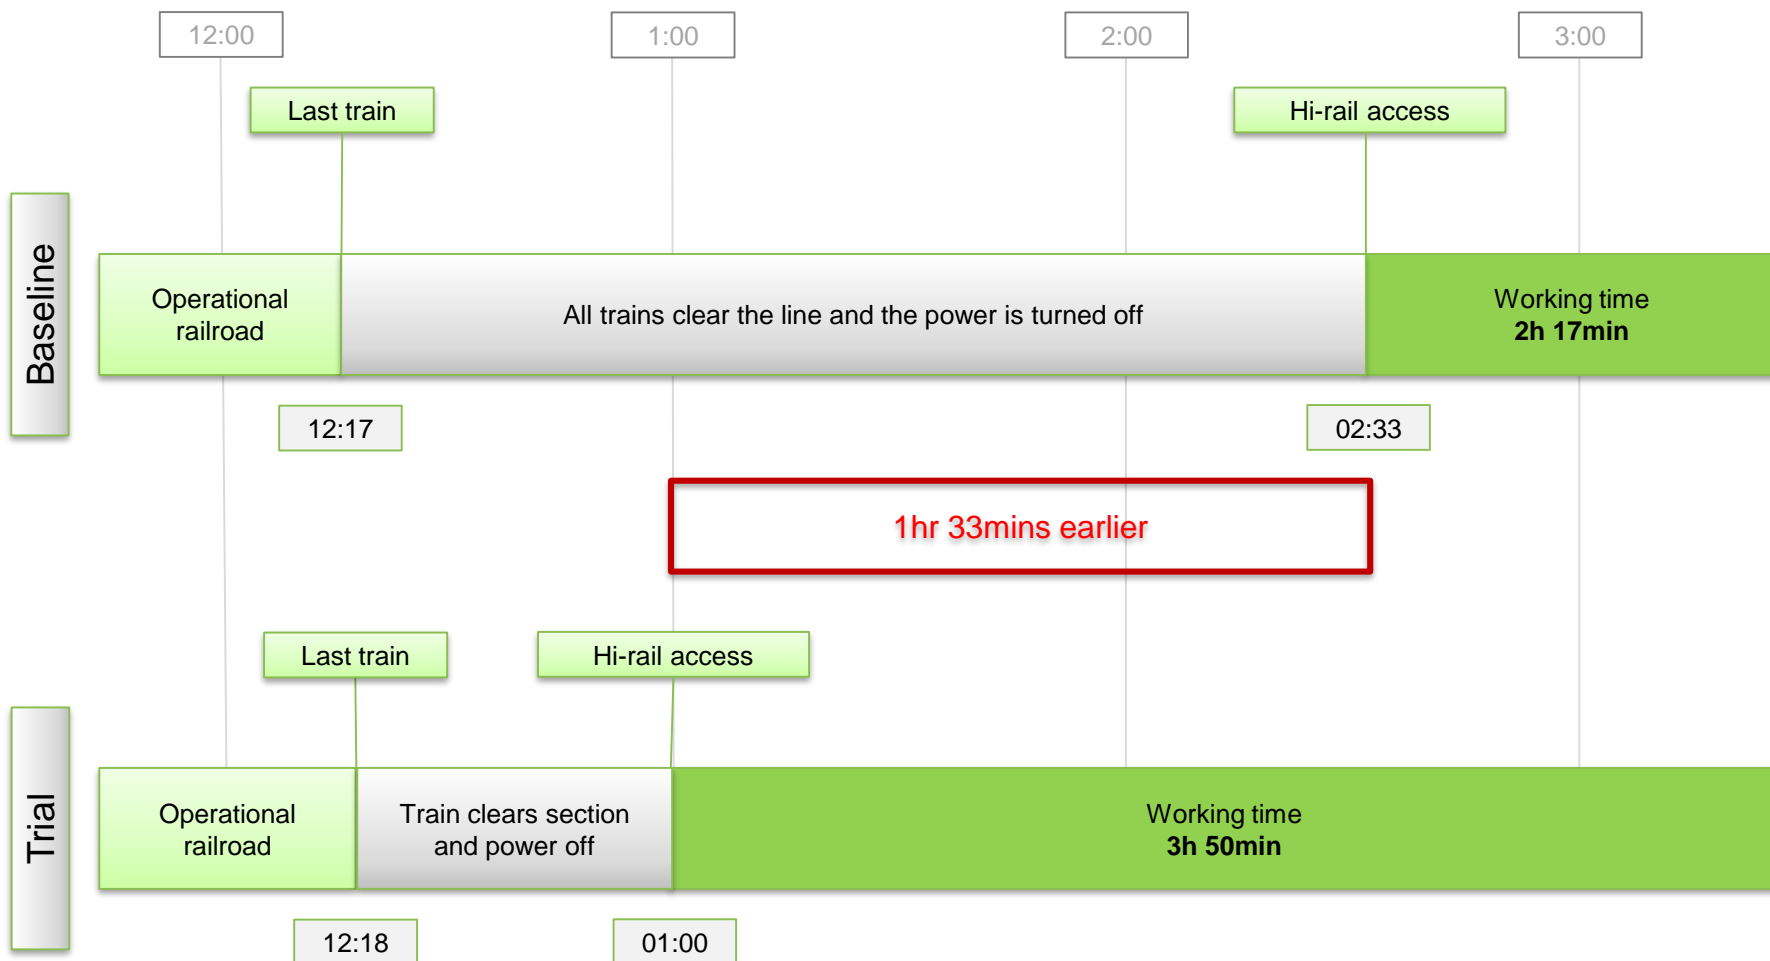 12:00
1:00
2:00
3:00
Last train
Hi-rail access
Baseline
Operational
railroad
All trains clear the line and the power is turned off
Working time
2h 17min
12:17
02:33
1hr 33mins earlier
Last train
Hi-rail access
Trial
Operational
railroad
Train clears section
and power off
Working time
3h 50min
12:18
01:00